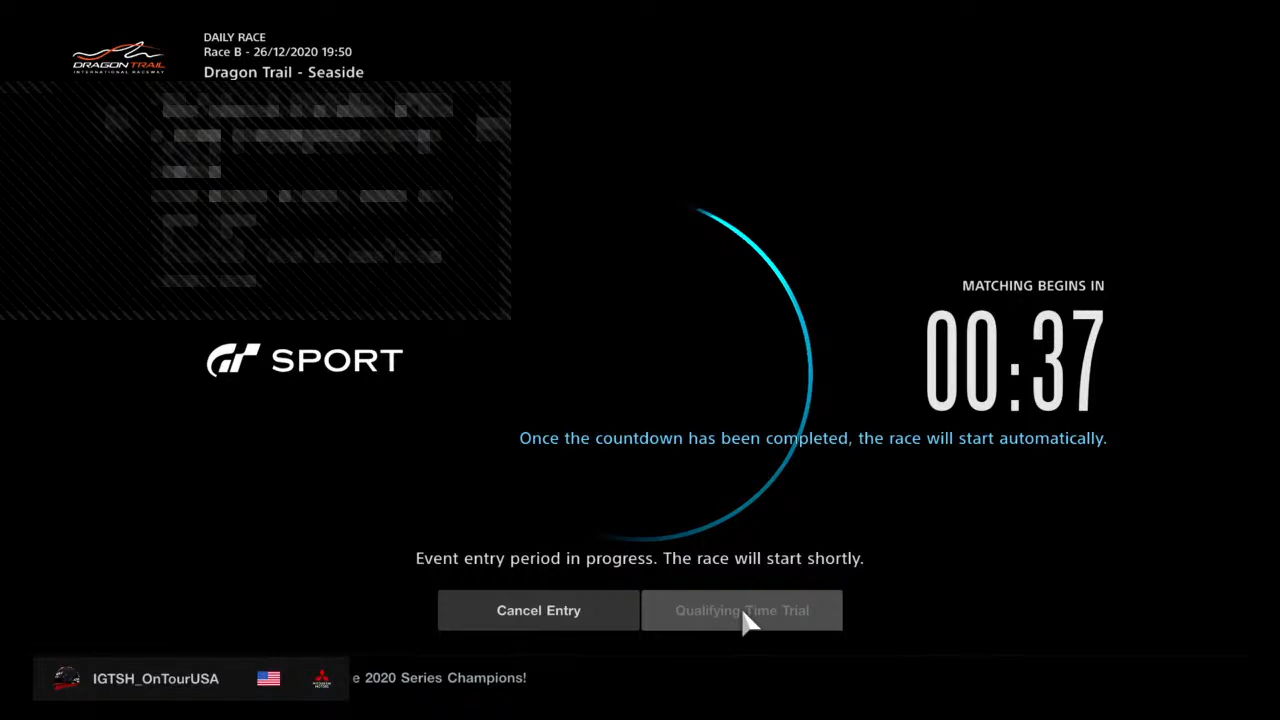 DAILY RACE
Race B - 26/12/2020 19:50
Dragon Trail - Seaside
DRAGON TRAIL
INTERNATIONAL RACEWAY
MATCHING BEGINS IN
00:37
GT SPORT
Once the countdown has been completed, the race will start automatically.
Event entry period in progress. The race will start shortly.
Cancel Entry
Qualifying Time Trial
IGTSH_OnTourUSA
e 2020 Series Champions!